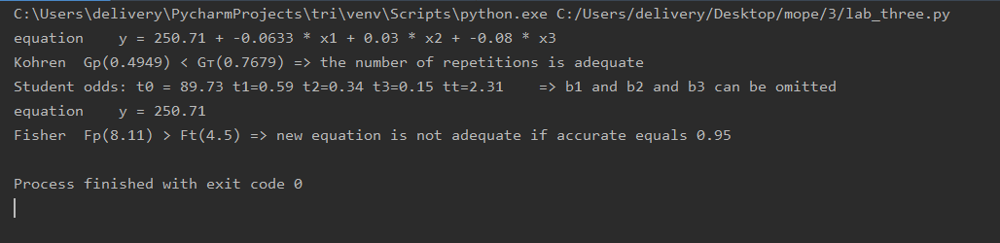 C:\Users\delivery\PycharmProjects\tri\venv\Scripts\python.exe C:/Users/delivery/Desktop/mope/3/lab_three.py
equation    y = 250.71 + -0.0633 * x1 + 0.03 * x2 + -0.08 * x3
Kohren  Gp(0.4949) < Gт(0.7679) => the number of repetitions is adequate
Student odds: t0 = 89.73 t1=0.59 t2=0.34 t3=0.15 tt=2.31    => b1 and b2 and b3 can be omitted
equation    y = 250.71
Fisher  Fp(8.11) > Ft(4.5) => new equation is not adequate if accurate equals 0.95
Process finished with exit code 0